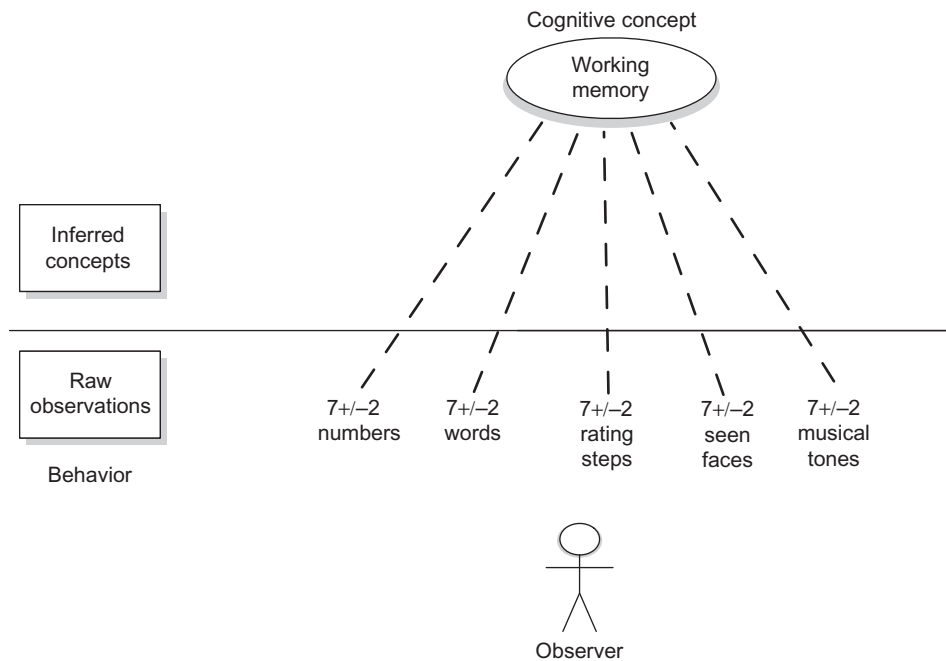 Cognitive concept
Working
memory
Inferred
concepts
Raw
observations
Behavior
7+/–2
numbers
7+/–2
words
7+/–2
rating
steps
7+/–2
seen
faces
7+/–2
musical
tones
Observer